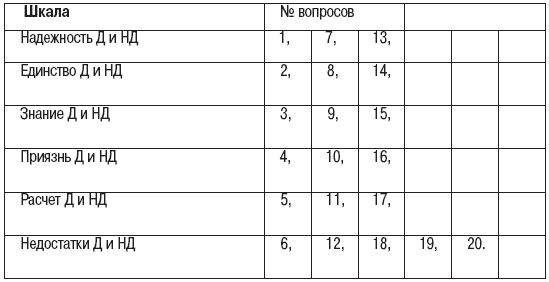 Шкала № вопросов
Надежность Д и НД 1, 7, 13,
Единство Д и НД 2, 8, 14,
Знание Д и НД 3, 9, 15,
Приязнь Д и НД 4, 10, 16,
Расчет Д и НД 5, 11, 17,
Недостатки Д и НД 6, 12, 18, 19, 20.